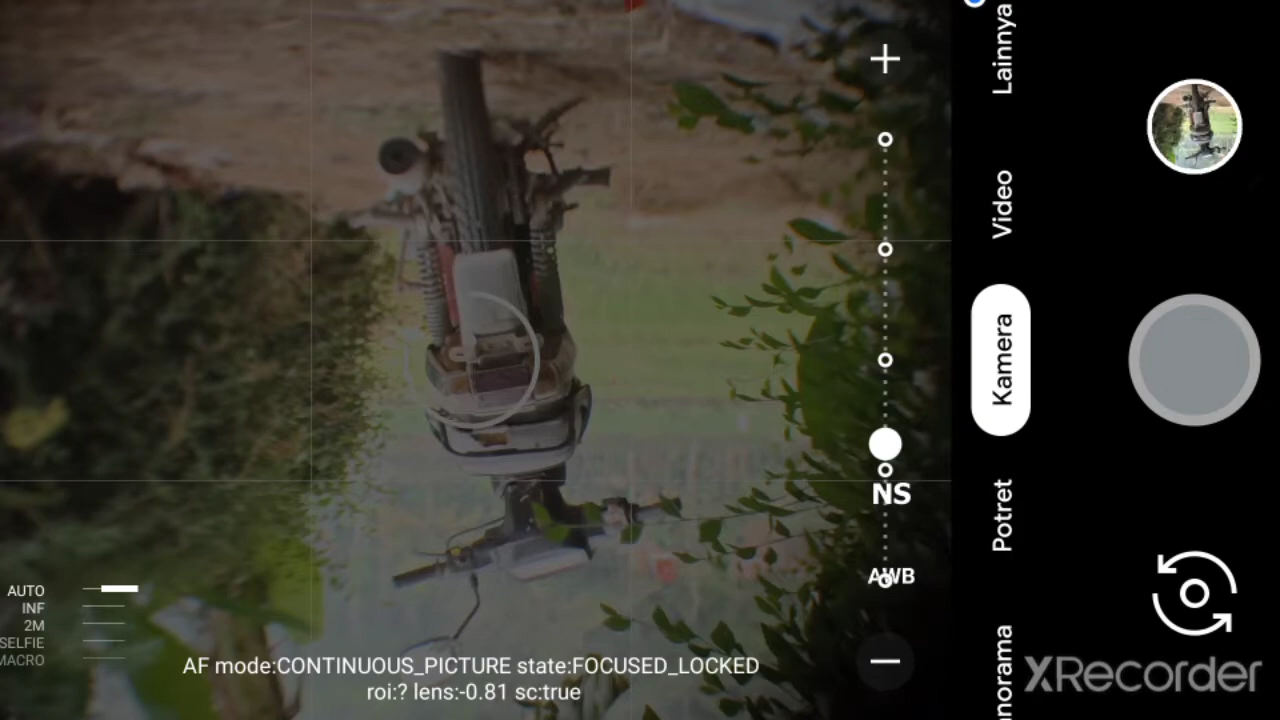 Lainnya
Video
Kamera
Potret
norama
NS
AWB
AUTO
INF
2M
SELFIE
MACRO
AF mode:CONTINUOUS_PICTURE state:FOCUSED_LOCKED
roi:? lens:-0.81 sc:true
XRecorder